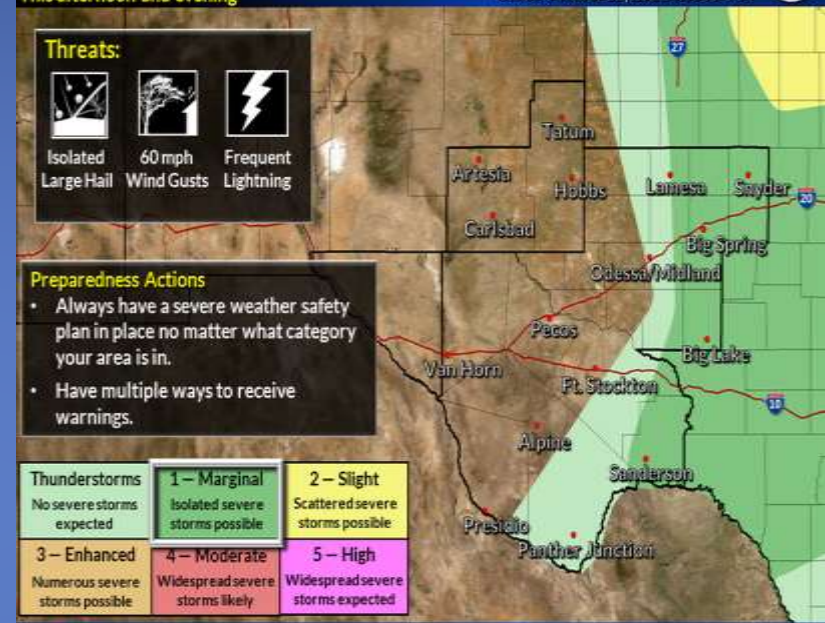 This afternoon and evening
Threats:
Isolated
Large Hail
60 mph
Wind Gusts
Frequent
Lightning
Preparedness Actions
• Always have a severe weather safety
plan in place no matter what category
your area is in.
• Have multiple ways to receive
warnings.
Thunderstorms
No severe storms
expected
1 – Marginal
Isolated severe
storms possible
2 – Slight
Scattered severe
storms possible
3 – Enhanced
Numerous severe
storms possible
4 – Moderate
Widespread severe
storms likely
5 – High
Widespread severe
storms expected
27
Tatum
Artesia
Hobbs
Lamesa
Snyder
20
Carlsbad
Big Spring
Odessa/Midland
Pecos
Van Horn
Big Lake
Ft. Stockton
10
Alpine
Sanderson
Presidio
Panther Junction